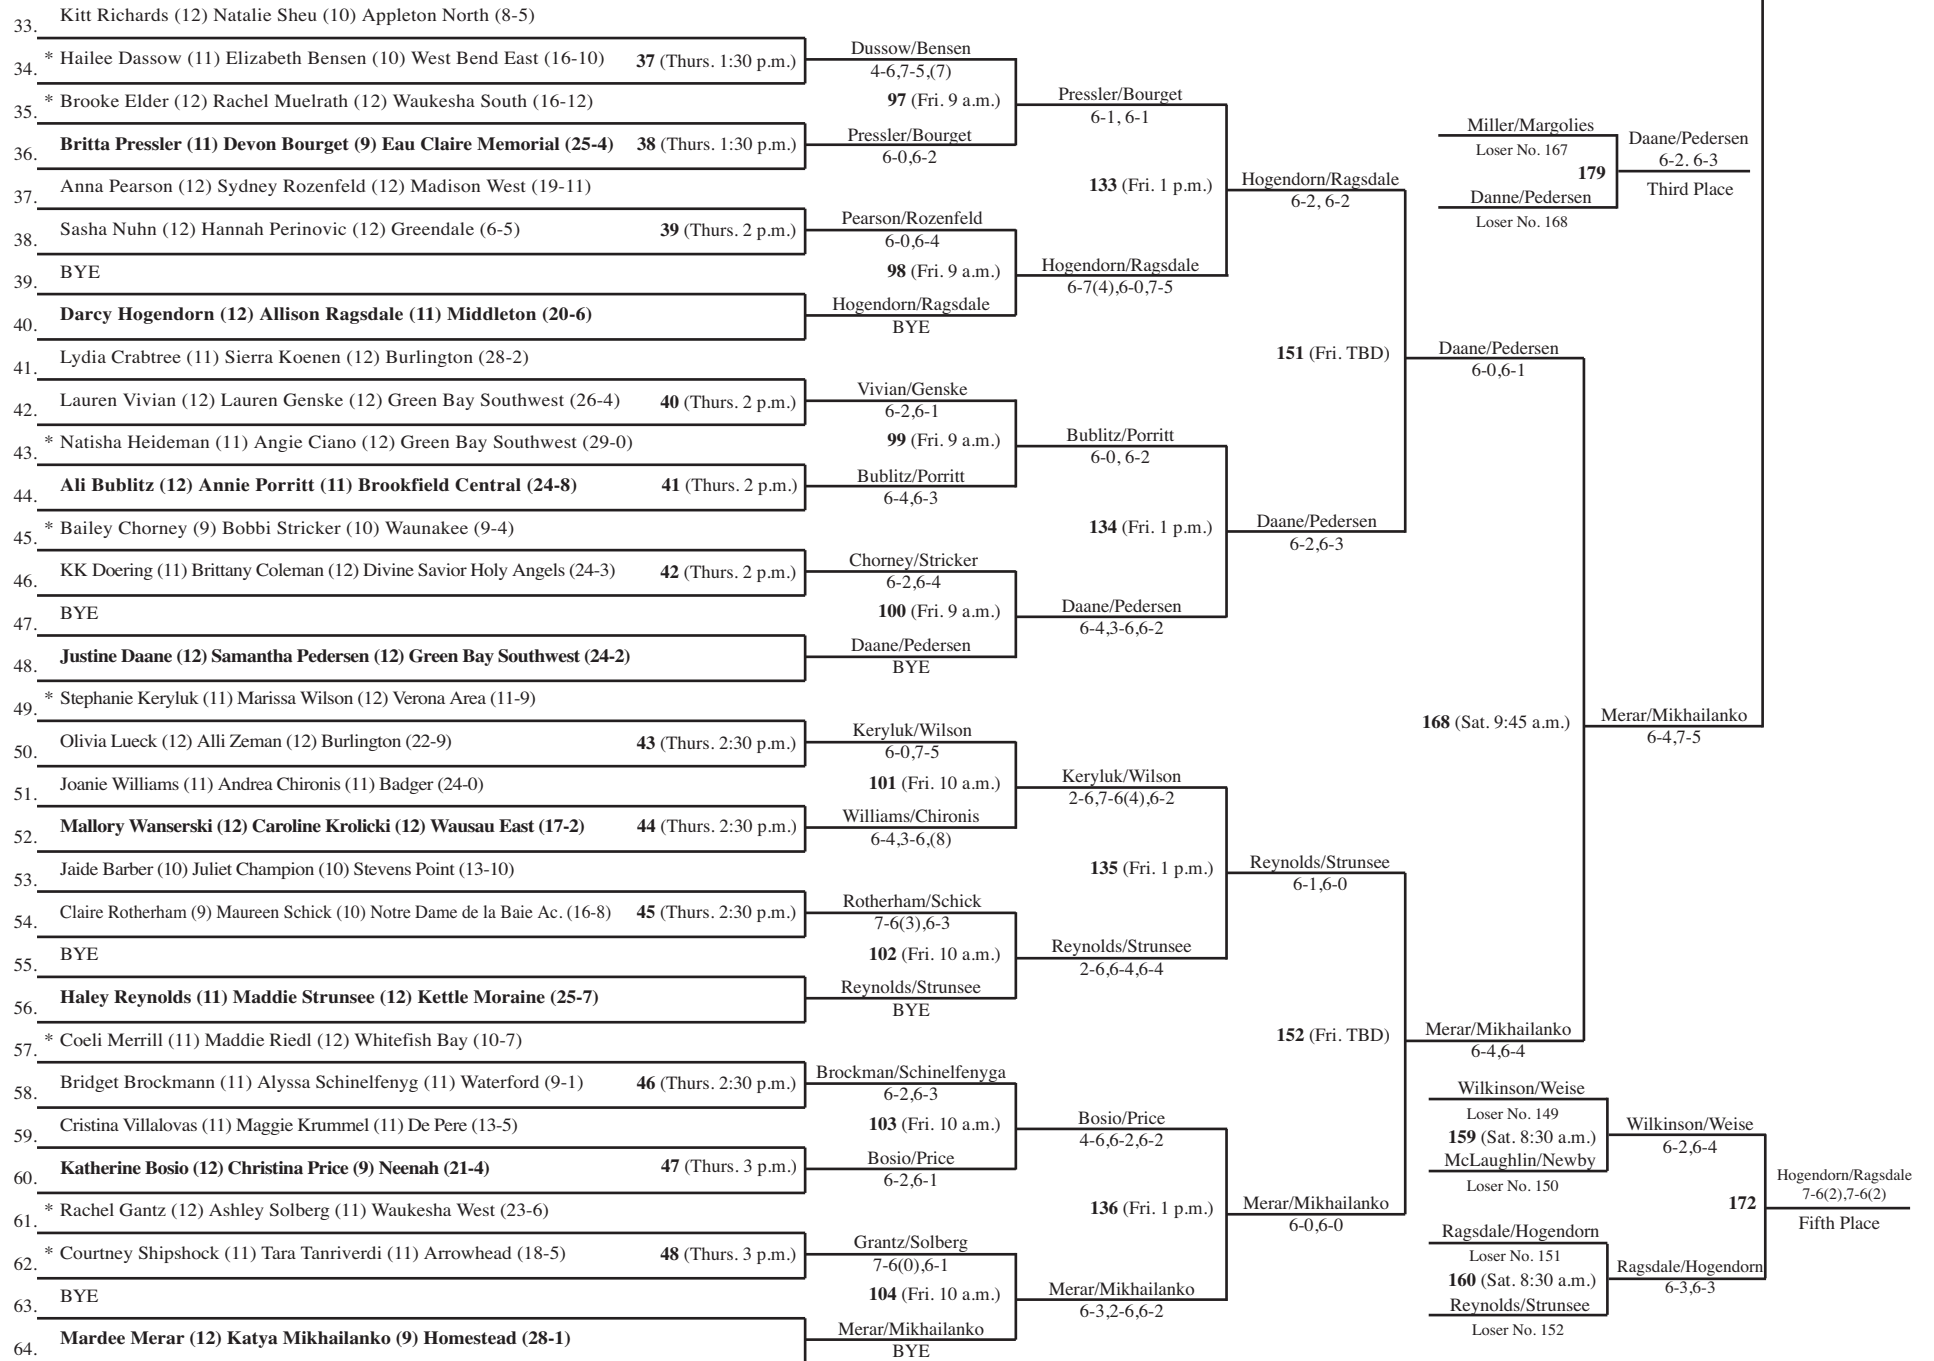 33. Kitt Richards (12) Natalie Sheu (10) Appleton North (8-5)
34. * Hailee Dassow (11) Elizabeth Bensen (10) West Bend East (16-10) 37 (Thurs. 1:30 p.m.)
35. * Brooke Elder (12) Rachel Muelrath (12) Waukesha South (16-12)
36. Britta Pressler (11) Devon Bourget (9) Eau Claire Memorial (25-4) 38 (Thurs. 1:30 p.m.)
37. Anna Pearson (12) Sydney Rozenfeld (12) Madison West (19-11)
38. Sasha Nuhn (12) Hannah Perinovic (12) Greendale (6-5) 39 (Thurs. 2 p.m.)
39. BYE
40. Darcy Hogendorn (12) Allison Ragsdale (11) Middleton (20-6)
41. Lydia Crabtree (11) Sierra Koenen (12) Burlington (28-2)
42. Lauren Vivian (12) Lauren Genske (12) Green Bay Southwest (26-4) 40 (Thurs. 2 p.m.)
43. * Natisha Heideman (11) Angie Ciano (12) Green Bay Southwest (29-0)
44. Ali Bublitz (12) Annie Porritt (11) Brookfield Central (24-8) 41 (Thurs. 2 p.m.)
45. * Bailey Chorney (9) Bobbi Stricker (10) Waunakee (9-4)
46. KK Doering (11) Brittany Coleman (12) Divine Savior Holy Angels (24-3) 42 (Thurs. 2 p.m.)
47. BYE
48. Justine Daane (12) Samantha Pedersen (12) Green Bay Southwest (24-2)
49. * Stephanie Keryluk (11) Marissa Wilson (12) Verona Area (11-9)
50. Olivia Lueck (12) Alli Zeman (12) Burlington (22-9) 43 (Thurs. 2:30 p.m.)
51. Joanie Williams (11) Andrea Chironis (11) Badger (24-0)
52. Mallory Wanserski (12) Caroline Krolicki (12) Wausau East (17-2) 44 (Thurs. 2:30 p.m.)
53. Jaide Barber (10) Juliet Champion (10) Stevens Point (13-10)
54. Claire Rotherham (9) Maureen Schick (10) Notre Dame de la Baie Ac. (16-8) 45 (Thurs. 2:30 p.m.)
55. BYE
56. Haley Reynolds (11) Maddie Strunsee (12) Kettle Moraine (25-7)
57. * Coeli Merrill (11) Maddie Riedl (12) Whitefish Bay (10-7)
58. Bridget Brockmann (11) Alyssa Schinelfenyg (11) Waterford (9-1) 46 (Thurs. 2:30 p.m.)
59. Cristina Villalovas (11) Maggie Krummel (11) De Pere (13-5)
60. Katherine Bosio (12) Christina Price (9) Neenah (21-4) 47 (Thurs. 3 p.m.)
61. * Rachel Gantz (12) Ashley Solberg (11) Waukesha West (23-6)
62. * Courtney Shipshock (11) Tara Tanriverdi (11) Arrowhead (18-5) 48 (Thurs. 3 p.m.)
63. BYE
64. Mardee Merar (12) Katya Mikhailanko (9) Homestead (28-1)
Dussow/Bensen
4-6,7-5,(7)
97 (Fri. 9 a.m.)
Pressler/Bourget
6-0,6-2
Pearson/Rozenfeld
6-0,6-4
98 (Fri. 9 a.m.)
Hogendorn/Ragsdale
BYE
Vivian/Genske
6-2,6-1
99 (Fri. 9 a.m.)
Bublitz/Porritt
6-4,6-3
Chorney/Stricker
6-2,6-4
100 (Fri. 9 a.m.)
Daane/Pedersen
BYE
Keryluk/Wilson
6-0,7-5
101 (Fri. 10 a.m.)
Williams/Chironis
6-4,3-6,(8)
Rotherham/Schick
7-6(3),6-3
102 (Fri. 10 a.m.)
Reynolds/Strunsee
BYE
Brockman/Schinelfenyga
6-2,6-3
103 (Fri. 10 a.m.)
Bosio/Price
6-2,6-1
Grantz/Solberg
7-6(0),6-1
104 (Fri. 10 a.m.)
Merar/Mikhailanko
BYE
Pressler/Bourget
6-1, 6-1
133 (Fri. 1 p.m.)
Hogendorn/Ragsdale
6-7(4),6-0,7-5
Bublitz/Porritt
6-0, 6-2
134 (Fri. 1 p.m.)
Daane/Pedersen
6-4,3-6,6-2
Keryluk/Wilson
2-6,7-6(4),6-2
135 (Fri. 1 p.m.)
Reynolds/Strunsee
2-6,6-4,6-4
Bosio/Price
4-6,6-2,6-2
136 (Fri. 1 p.m.)
Merar/Mikhailanko
6-3,2-6,6-2
Hogendorn/Ragsdale
6-2, 6-2
151 (Fri. TBD)
Daane/Pedersen
6-2,6-3
Reynolds/Strunsee
6-1,6-0
152 (Fri. TBD)
Merar/Mikhailanko
6-0,6-0
Daane/Pedersen
6-0,6-1
168 (Sat. 9:45 a.m.)
Merar/Mikhailanko
6-4,6-4
Merar/Mikhailanko
6-4,7-5
Miller/Margolies
Loser No. 167
179
Danne/Pedersen
Loser No. 168
Daane/Pedersen
6-2. 6-3
Third Place
Wilkinson/Weise
Loser No. 149
159 (Sat. 8:30 a.m.)
McLaughlin/Newby
Loser No. 150
Wilkinson/Weise
6-2,6-4
172
Ragsdale/Hogendorn
Loser No. 151
160 (Sat. 8:30 a.m.)
Reynolds/Strunsee
Loser No. 152
Ragsdale/Hogendorn
6-3,6-3
Hogendorn/Ragsdale
7-6(2),7-6(2)
Fifth Place